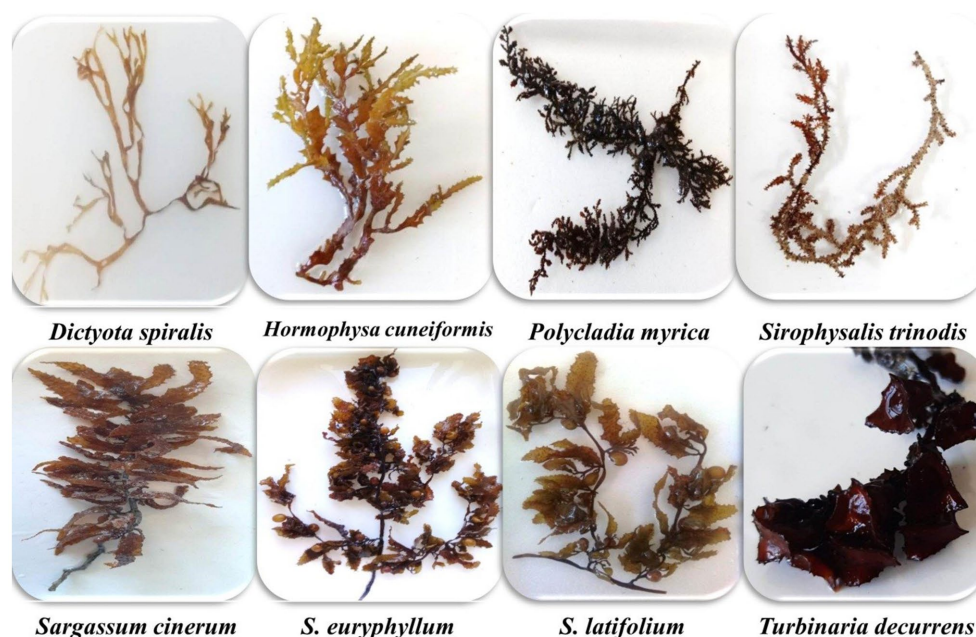 Dictyota spiralis
Hormophysa cuneiformis
Polycladia myrica
Sirophysalis trinodis
Sargassum cinerum
S. euryphyllum
S. latifolium
Turbinaria decurrens